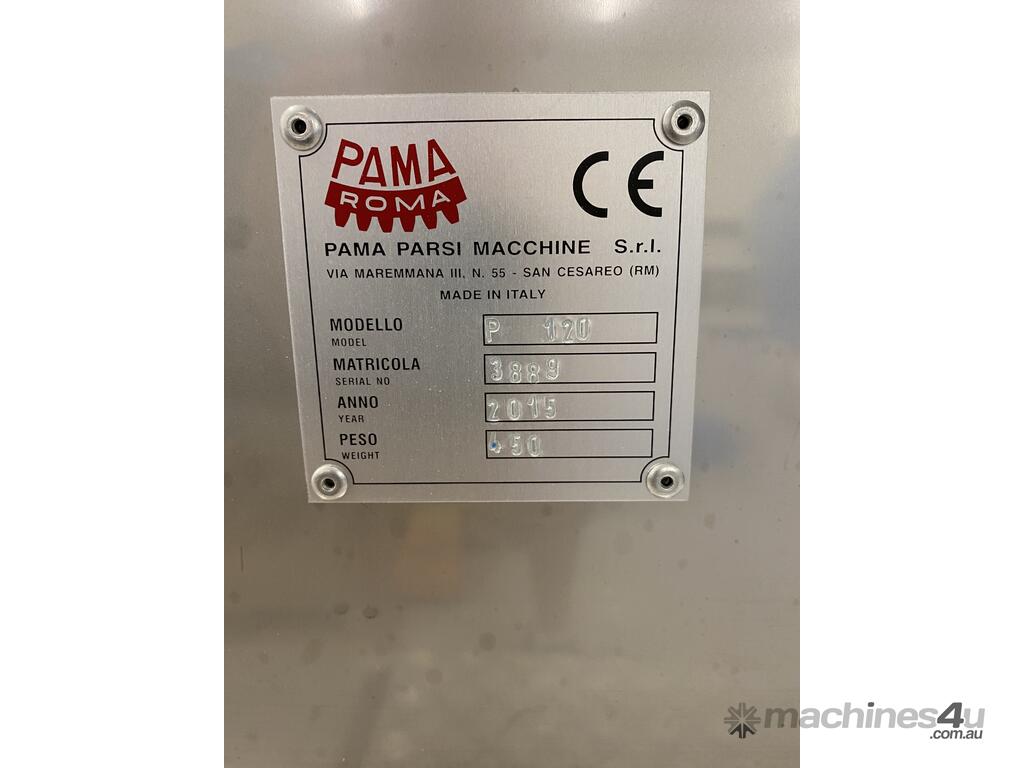 PAMA
ROMA
CE
PAMA PARSI MACCHINE S.r.l.
VIA MAREMMANA III, N. 55 - SAN CESAREO (RM)
MADE IN ITALY
MODELLO P 120
MODEL
MATRICOLA 3889
SERIAL NO
ANNO 2015
YEAR
PESO 450
WEIGHT
machines4u
.com.au